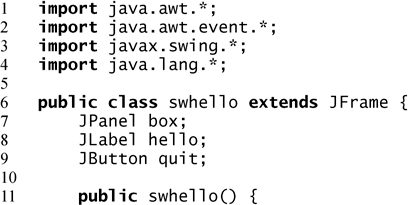 1 import java.awt.*;
2 import java.awt.event.*;
3 import javax.swing.*;
4 import java.lang.*;
5
6 public class swhello extends JFrame {
7 JPanel box;
8 JLabel hello;
9 JButton quit;
10
11 public swhello() {